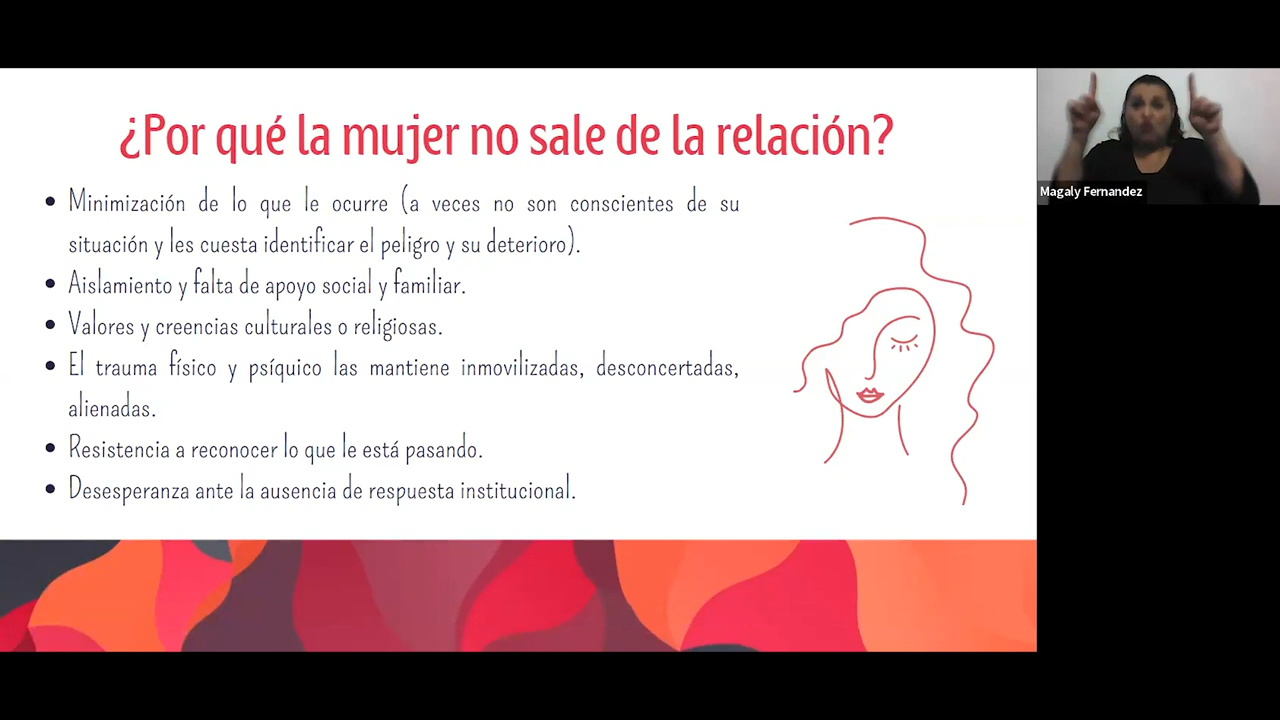 ¿Por qué la mujer no sale de la relación?
• Minimización de lo que le ocurre (a veces no son conscientes de su
situación y les cuesta identificar el peligro y su deterioro).
• Aislamiento y falta de apoyo social y familiar.
• Valores y creencias culturales o religiosas.
• El trauma físico y psíquico las mantiene inmovilizadas, desconcertadas,
alienadas.
• Resistencia a reconocer lo que le está pasando.
• Desesperanza ante la ausencia de respuesta institucional.
Magaly Fernandez